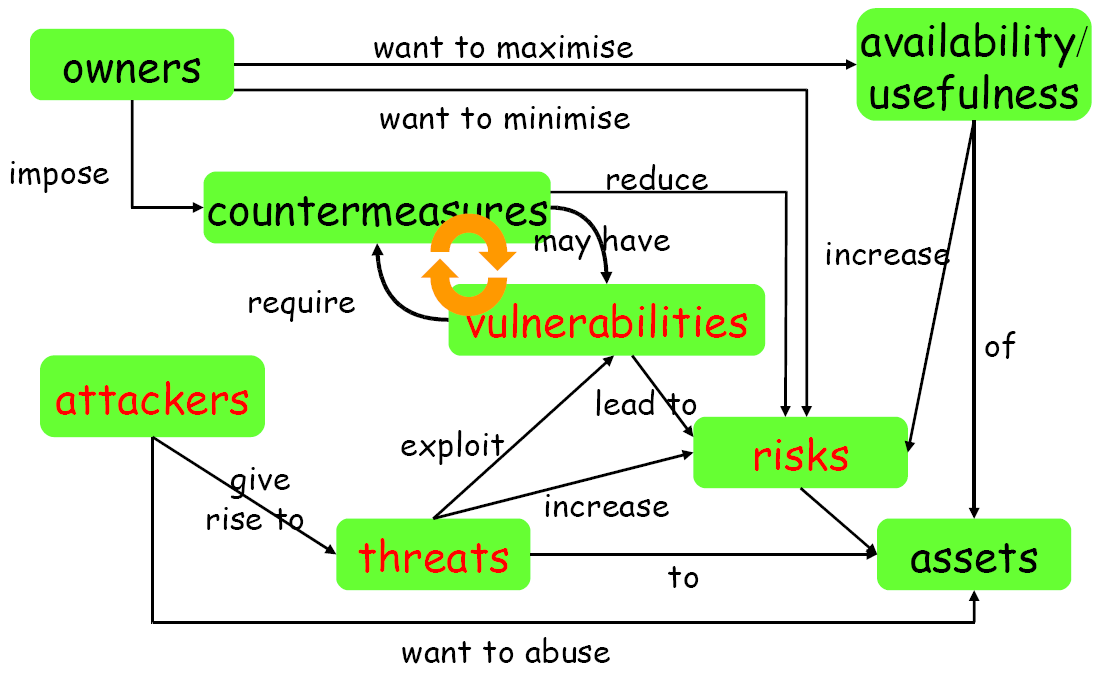 owners
want to maximise
availability/
usefulness
want to minimise
impose
reduce
countermeasures
may have
increase
require
vulnerabilities
of
attackers
lead to
exploit
risks
give
rise to
increase
threats
to
assets
want to abuse